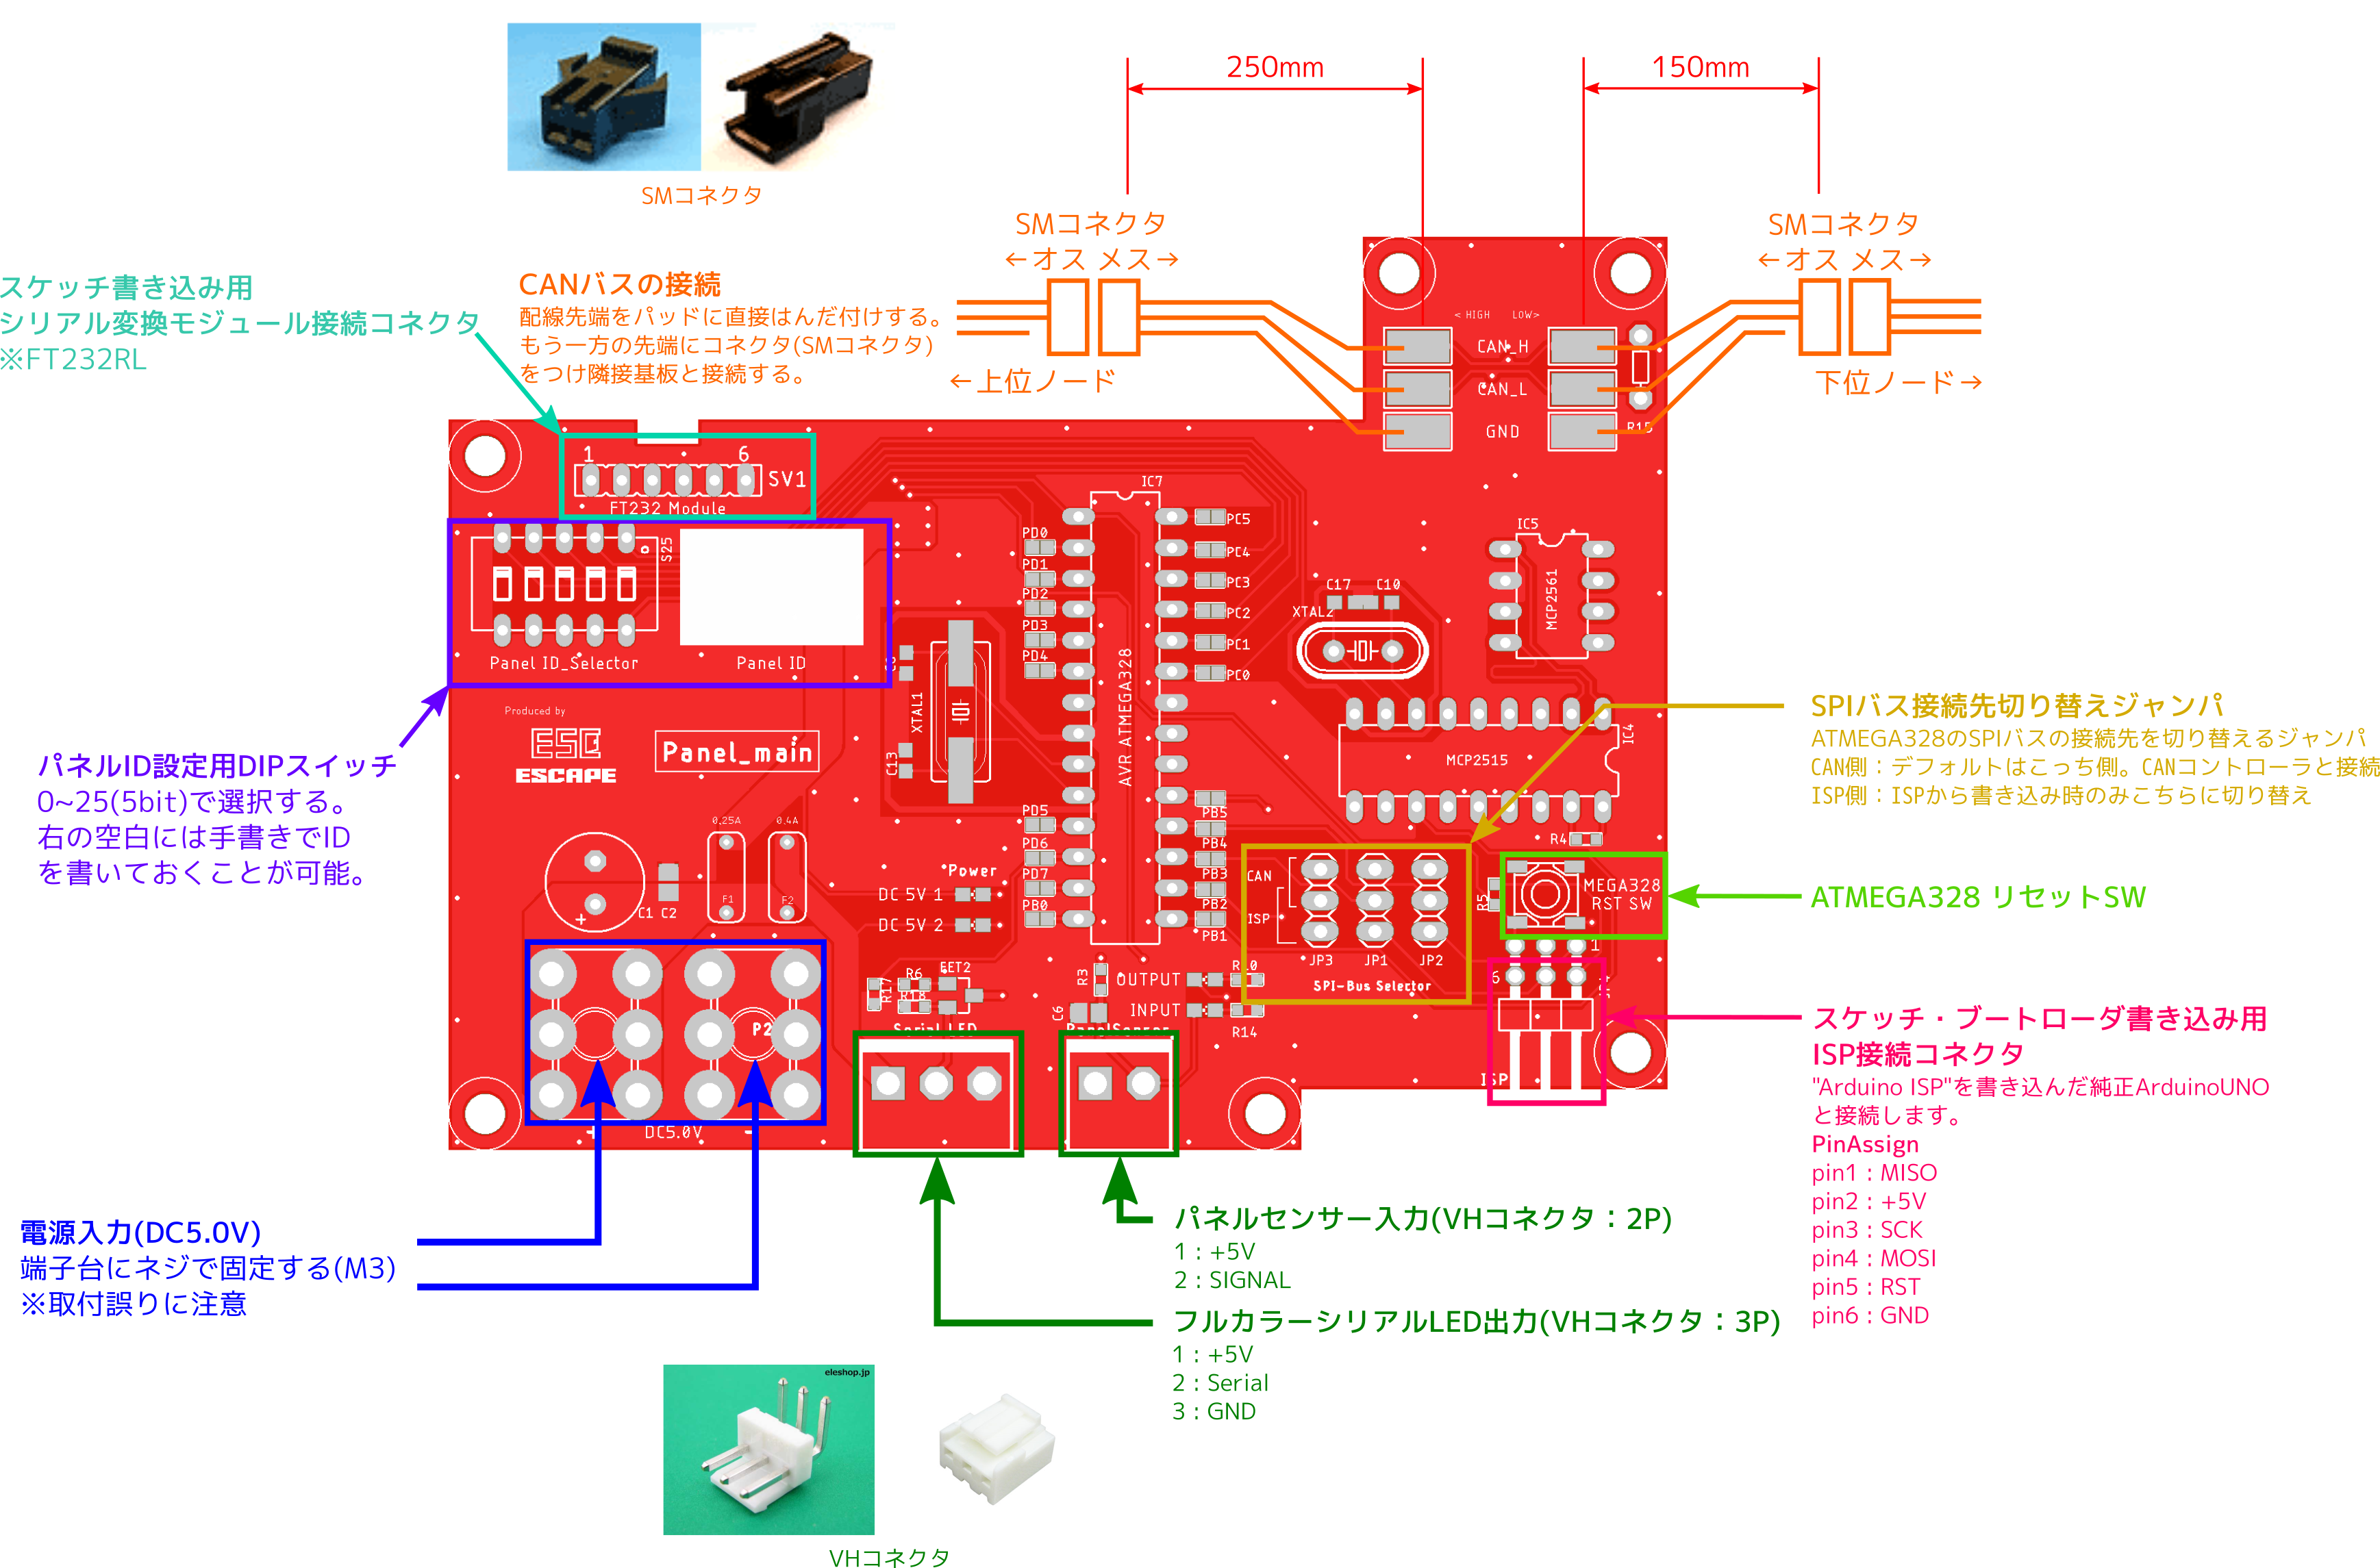 250mm
150mm
SMコネクタ
SMコネクタ
←オス メス→
SMコネクタ
←オス メス→
スケッチ書き込み用
シリアル変換モジュール接続コネクタ
※FT232RL
CANバスの接続
配線先端をパッドに直接はんだ付けする。
もう一方の先端にコネクタ(SMコネクタ)
をつけ隣接基板と接続する。
←上位ノード
下位ノード→
< HIGH LOW>
CAN_H
CAN_L
GND
R15
1 6
SV1
FT232 Module
S25
Panel ID_Selector
Panel ID
IC7
PD0
PD1
PD2
PD3
PD4
PD5
PD6
PD7
PB0
PC5
PC4
PC3
PC2
PC1
PC0
PB5
PB4
PB3
PB2
PB1
AVR ATMEGA328
IC5
MCP2561
C17 C10
XTAL2
XTAL1
C13
IC4
MCP2515
R4
Produced by
ESC
ESCAPE
Panel_main
パネルID設定用DIPスイッチ
0~25(5bit)で選択する。
右の空白には手書きでID
を書いておくことが可能。
SPIバス接続先切り替えジャンパ
ATMEGA328のSPIバスの接続先を切り替えるジャンパ
CAN側：デフォルトはこっち側。CANコントローラと接続
ISP側：ISPから書き込み時のみこちらに切り替え
0,25A 0,4A
F1 F2
C1 C2
+
Power
DC 5V 1
DC 5V 2
CAN
ISP
JP3 JP1 JP2
SPI-Bus Selector
R5
MEGA328
RST SW
ATMEGA328 リセットSW
1
6
ISP
R17
R6
R18
FET2
R3
C6
OUTPUT
INPUT
R10
R14
Serial LED
PanelSensor
P2
+ DC5.0V -
スケッチ・ブートローダ書き込み用
ISP接続コネクタ
"Arduino ISP"を書き込んだ純正ArduinoUNO
と接続します。
PinAssign
pin1 : MISO
pin2 : +5V
pin3 : SCK
pin4 : MOSI
pin5 : RST
pin6 : GND
電源入力(DC5.0V)
端子台にネジで固定する(M3)
※取付誤りに注意
パネルセンサー入力(VHコネクタ：2P)
1 : +5V
2 : SIGNAL
フルカラーシリアルLED出力(VHコネクタ：3P)
1 : +5V
2 : Serial
3 : GND
eleshop.jp
VHコネクタ